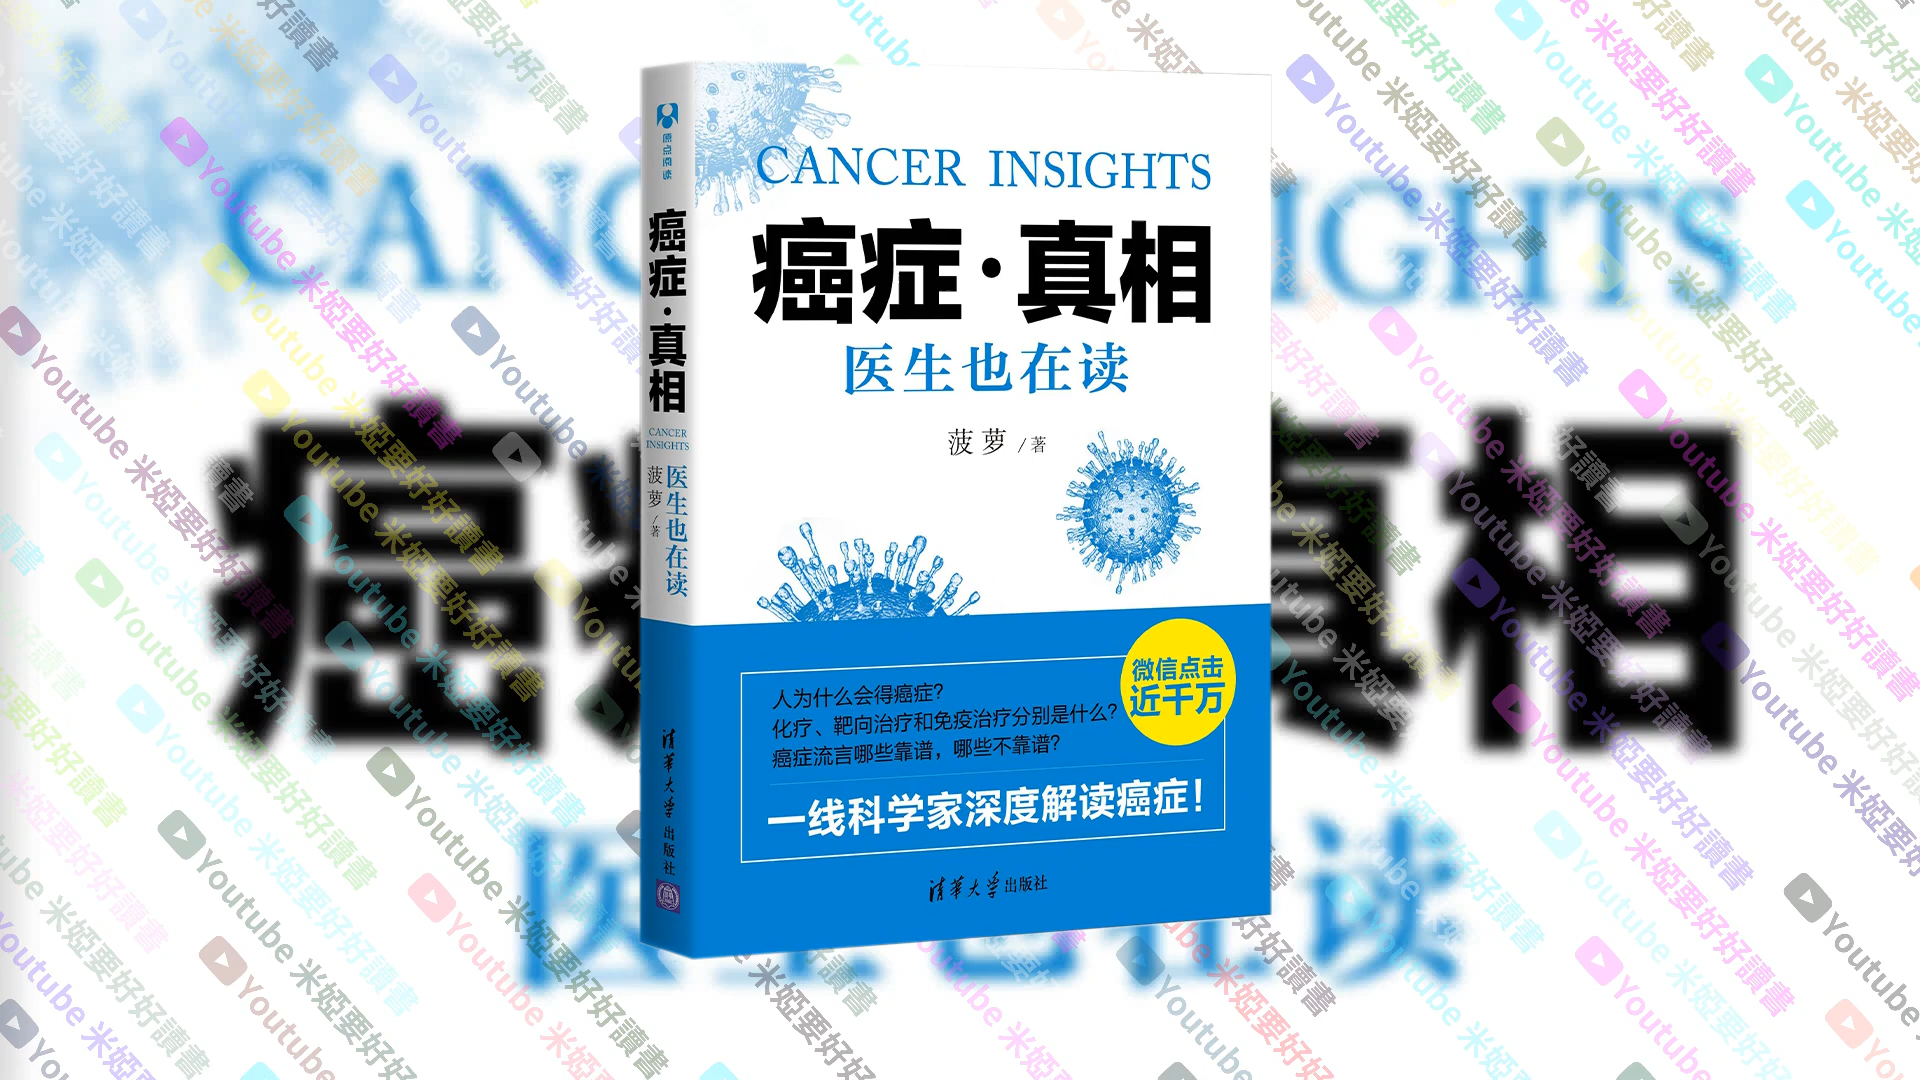 CANCER INSIGHTS
癌症·真相
医生也在读
菠萝/著
人为什么会得癌症?
化疗、靶向治疗和免疫治疗分别是什么?
癌症流言哪些靠谱，哪些不靠谱?
一线科学家深度解读癌症!
微信点击
近千万
清华大学出版社
原点阅读
癌症·真相
CANCER
INSIGHTS
医生也在读
菠萝/著
清华大学出版社
Youtube 米婭要好好讀書